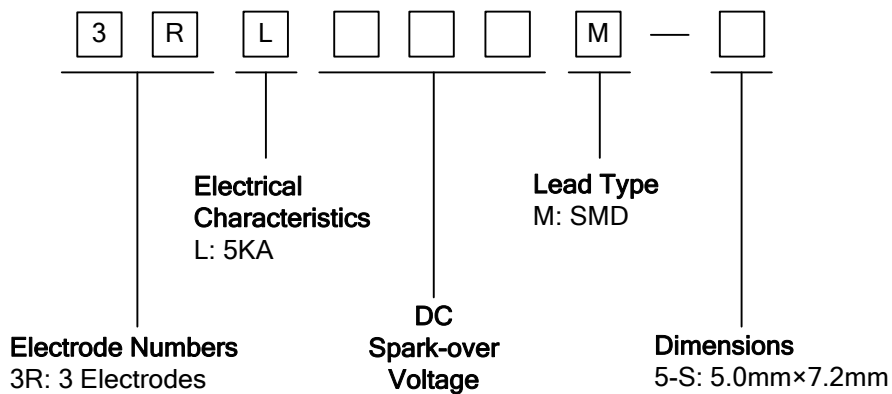 3 R L M —
Electrical
Characteristics
L: 5KA
Lead Type
M: SMD
Electrode Numbers
3R: 3 Electrodes
DC
Spark-over
Voltage
Dimensions
5-S: 5.0mm×7.2mm